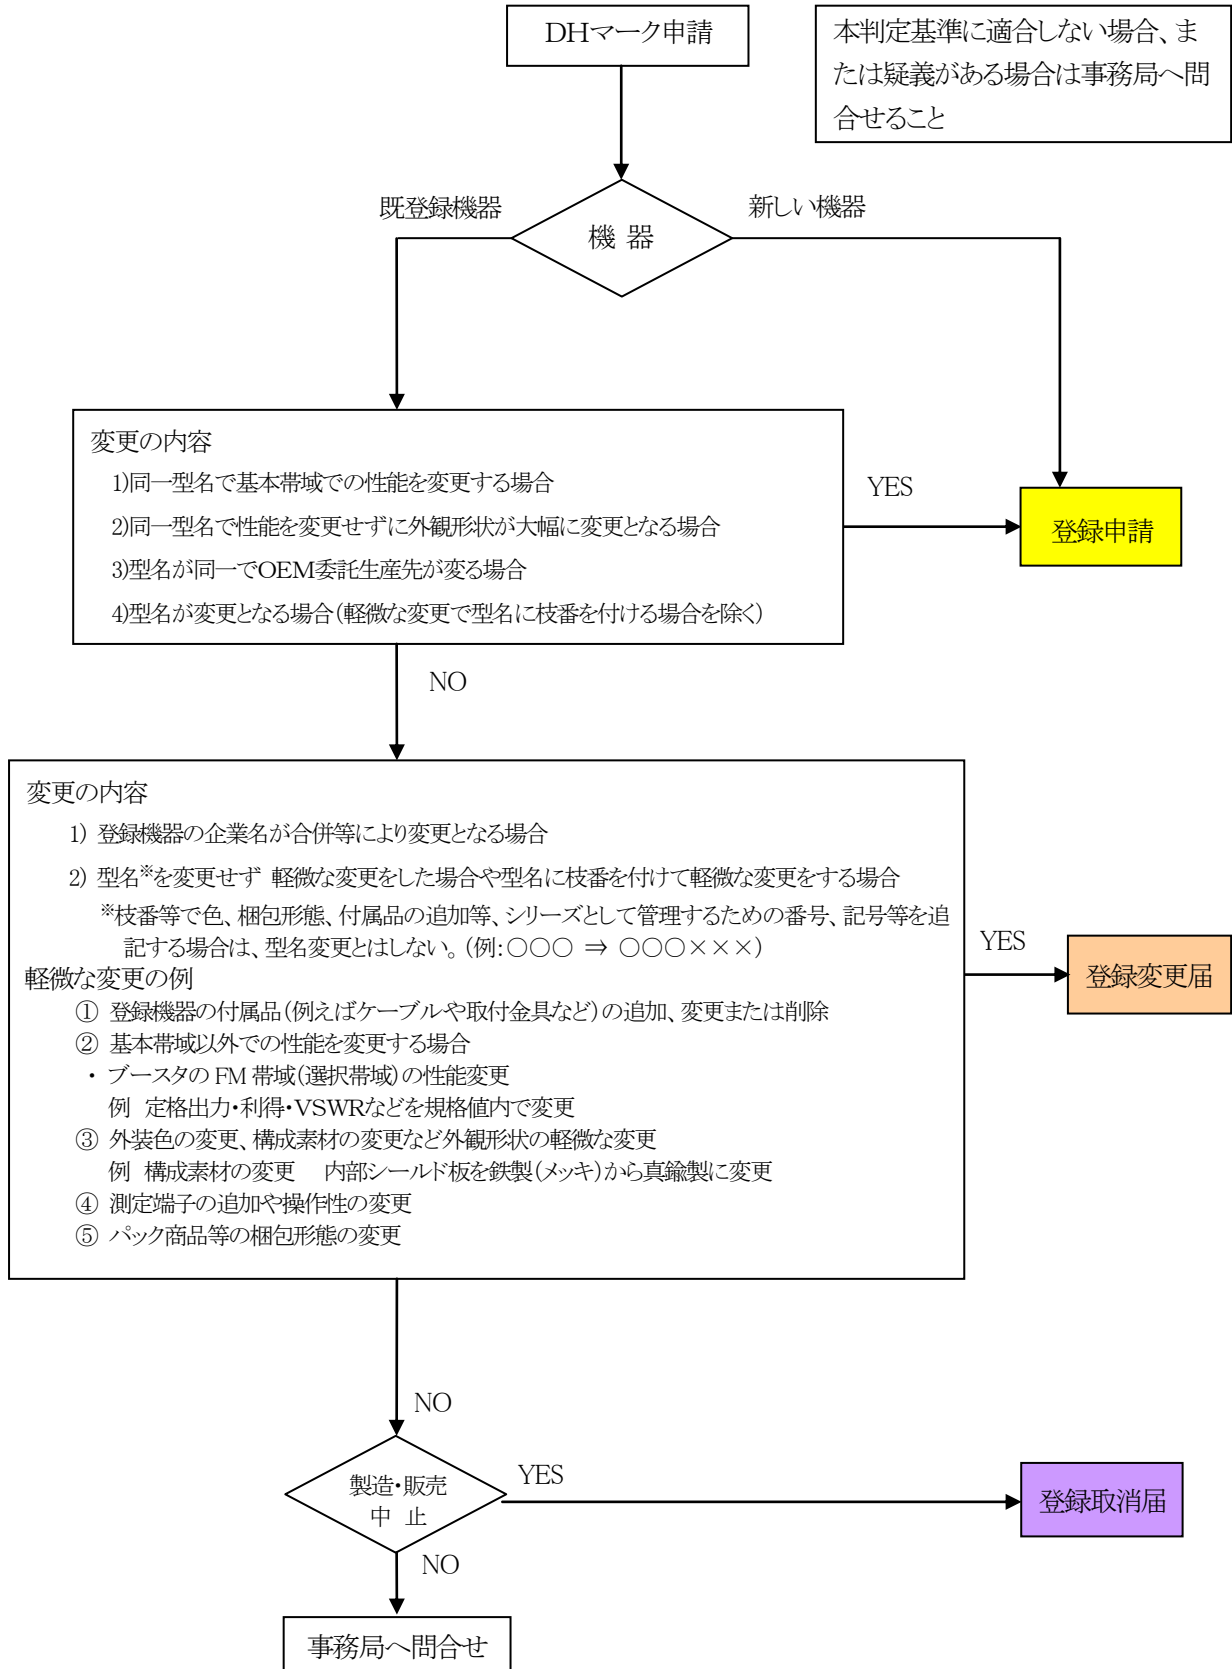 DHマーク申請
本判定基準に適合しない場合、ま
たは疑義がある場合は事務局へ問
合せること
既登録機器
機 器
新しい機器
変更の内容
1)同一型名で基本帯域での性能を変更する場合
2)同一型名で性能を変更せずに外観形状が大幅に変更となる場合
3)型名が同一でOEM委託生産先が変る場合
4)型名が変更となる場合(軽微な変更で型名に枝番を付ける場合を除く)
YES
登録申請
NO
変更の内容
1) 登録機器の企業名が合併等により変更となる場合
2) 型名※を変更せず 軽微な変更をした場合や型名に枝番を付けて軽微な変更をする場合
※枝番等で色、梱包形態、付属品の追加等、シリーズとして管理するための番号、記号等を追
記する場合は、型名変更とはしない。(例:○○○ ⇒ ○○○×××)
軽微な変更の例
① 登録機器の付属品(例えばケーブルや取付金具など)の追加、変更または削除
② 基本帯域以外での性能を変更する場合
・ ブースタの FM 帯域(選択帯域)の性能変更
例 定格出力・利得・VSWRなどを規格値内で変更
③ 外装色の変更、構成素材の変更など外観形状の軽微な変更
例 構成素材の変更 内部シールド板を鉄製(メッキ)から真鍮製に変更
④ 測定端子の追加や操作性の変更
⑤ パック商品等の梱包形態の変更
YES
登録変更届
NO
製造・販売
中 止
YES
登録取消届
NO
事務局へ問合せ